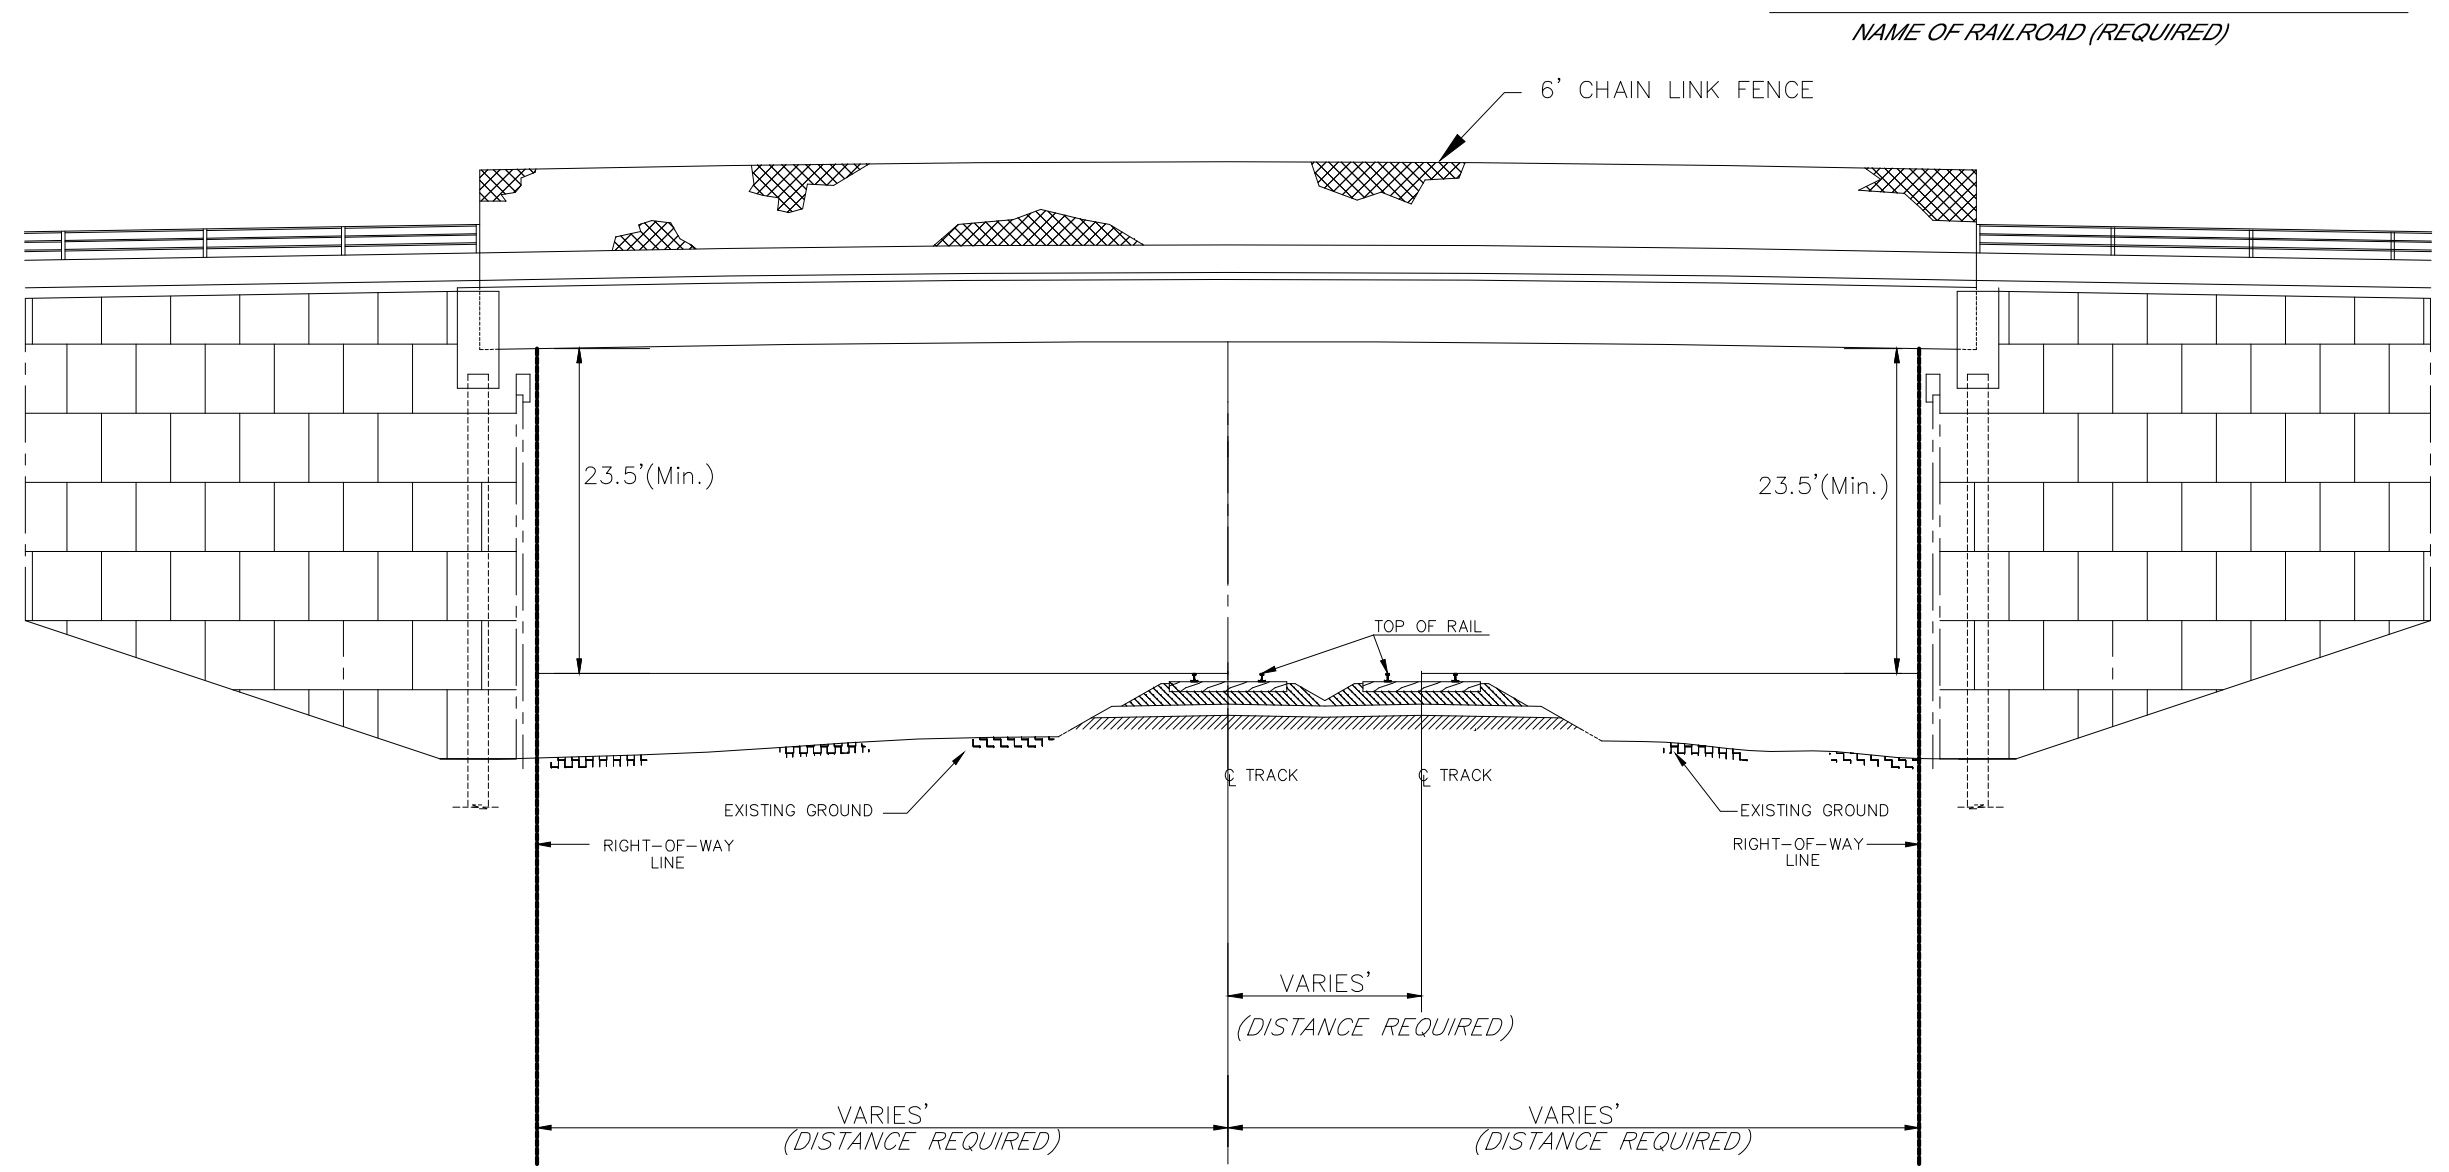 NAME OF RAILROAD (REQUIRED)
6' CHAIN LINK FENCE
23.5'(Min.)
23.5'(Min.)
TOP OF RAIL
℄ TRACK
℄ TRACK
EXISTING GROUND
EXISTING GROUND
RIGHT-OF-WAY
LINE
RIGHT-OF-WAY
LINE
VARIES'
(DISTANCE REQUIRED)
VARIES'
(DISTANCE REQUIRED)
VARIES'
(DISTANCE REQUIRED)